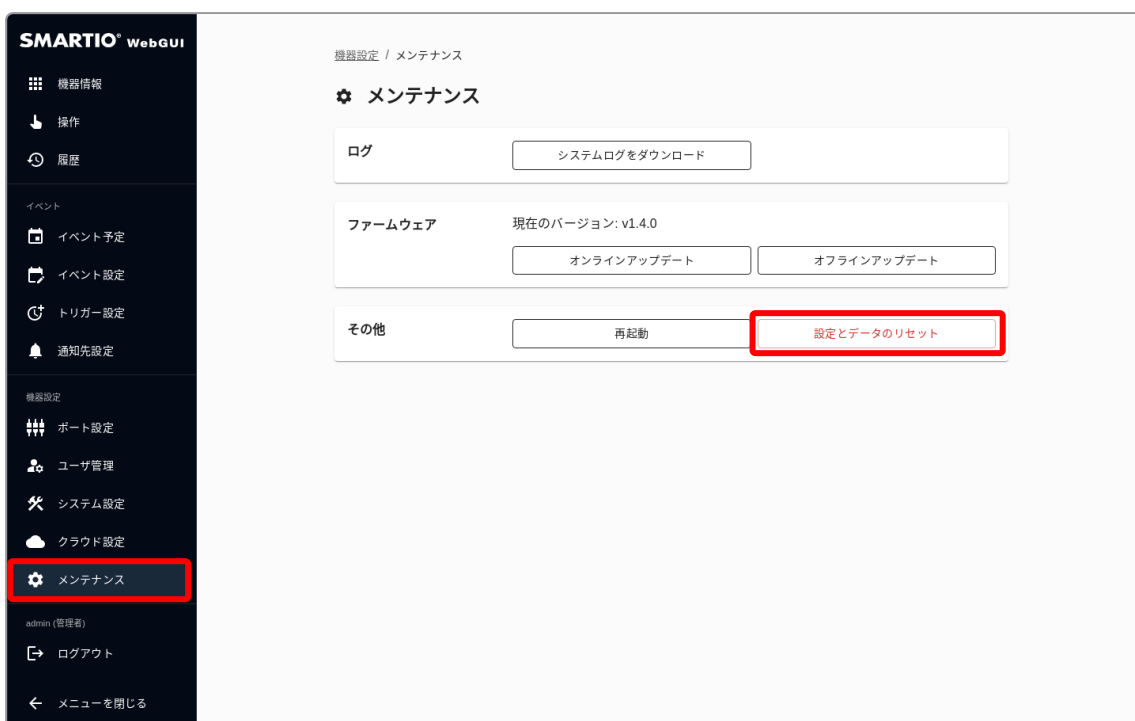 SMARTIO° WebGUI
機器情報
操作
履歴
イベント
イベント予定
イベント設定
トリガー設定
通知先設定
機器設定
ポート設定
ユーザ管理
システム設定
クラウド設定
メンテナンス
admin (管理者)
ログアウト
メニューを閉じる
機器設定 / メンテナンス
メンテナンス
ログ
システムログをダウンロード
ファームウェア
現在のバージョン: v1.4.0
オンラインアップデート
オフラインアップデート
その他
再起動
設定とデータのリセット